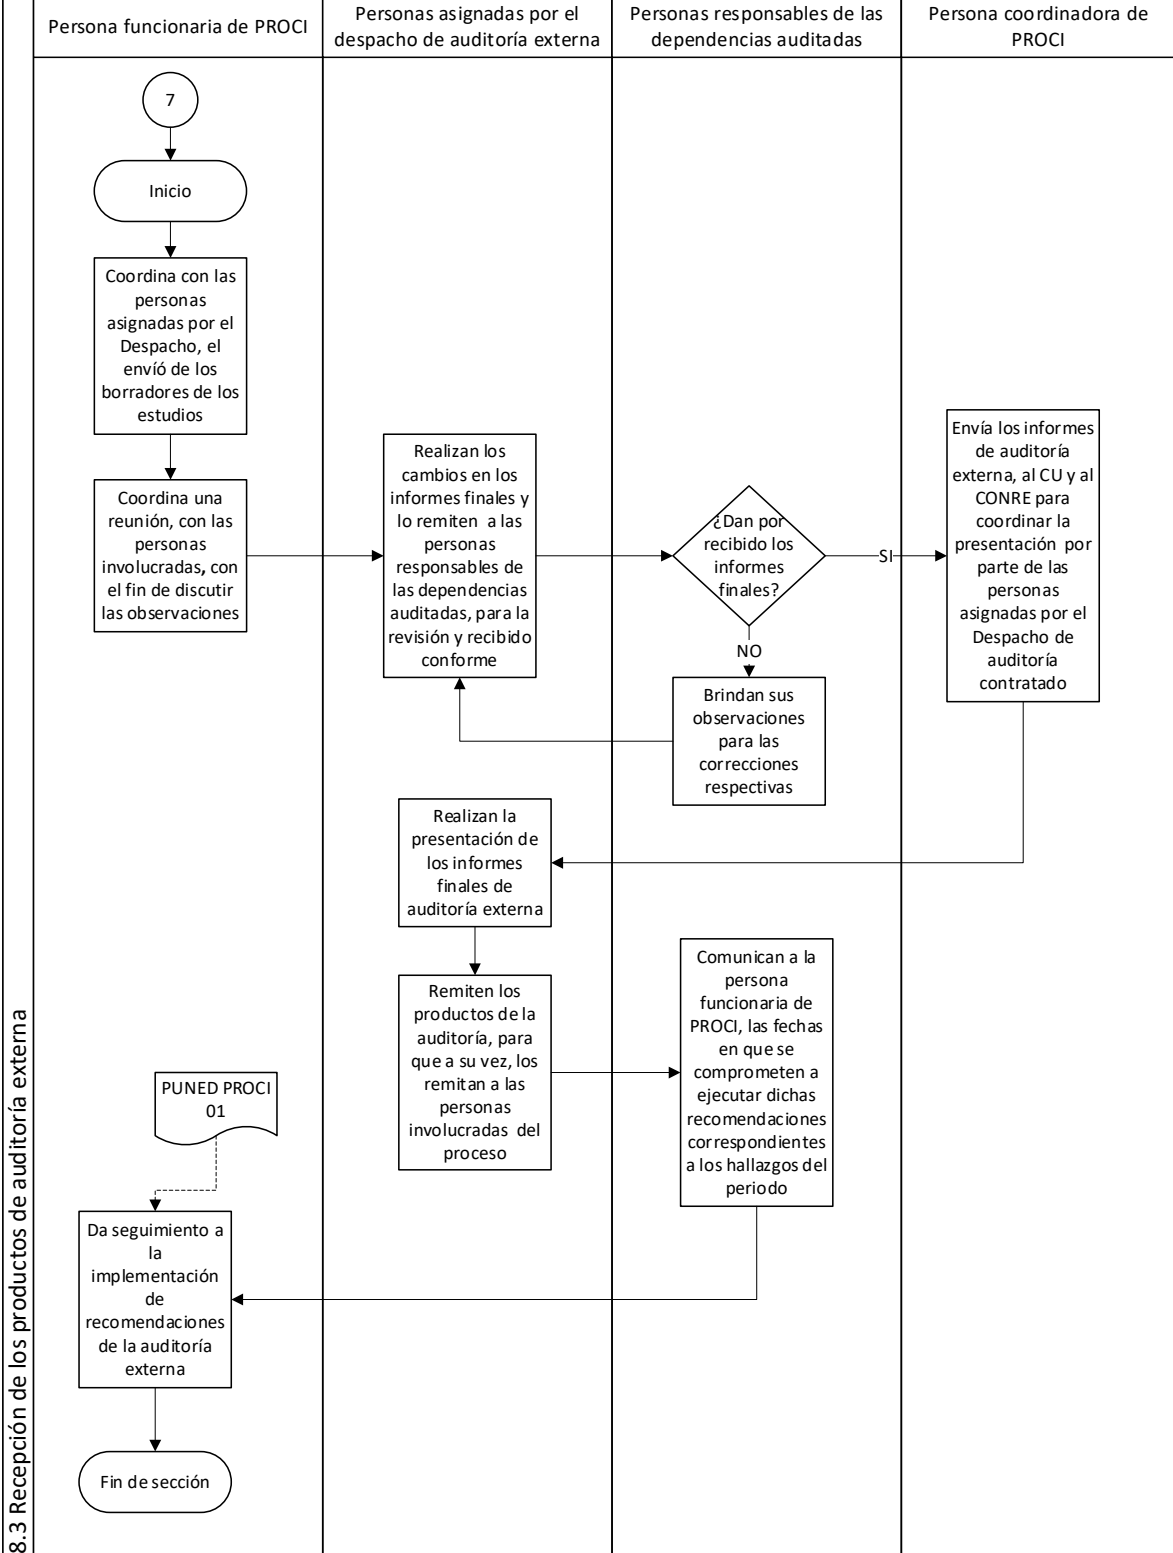 Persona funcionaria de PROCI
Personas asignadas por el
despacho de auditoría externa
Personas responsables de las
dependencias auditadas
Persona coordinadora de
PROCI
8.3 Recepción de los productos de auditoría externa
7
Inicio
Coordina con las
personas
asignadas por el
Despacho, el
envíó de los
borradores de los
estudios
Coordina una
reunión, con las
personas
involucradas, con
el fin de discutir
las observaciones
Realizan los
cambios en los
informes finales y
lo remiten a las
personas
responsables de
las dependencias
auditadas, para la
revisión y recibido
conforme
¿Dan por
recibido los
informes
finales?
SI
NO
Brindan sus
observaciones
para las
correcciones
respectivas
Envía los informes
de auditoría
externa, al CU y al
CONRE para
coordinar la
presentación por
parte de las
personas
asignadas por el
Despacho de
auditoría
contratado
Realizan la
presentación de
los informes
finales de
auditoría externa
Remiten los
productos de la
auditoría, para
que a su vez, los
remitan a las
personas
involucradas del
proceso
Comunican a la
persona
funcionaria de
PROCI, las fechas
en que se
comprometen a
ejecutar dichas
recomendaciones
correspondientes
a los hallazgos del
periodo
PUNED PROCI
01
Da seguimiento a
la
implementación
de
recomendaciones
de la auditoría
externa
Fin de sección